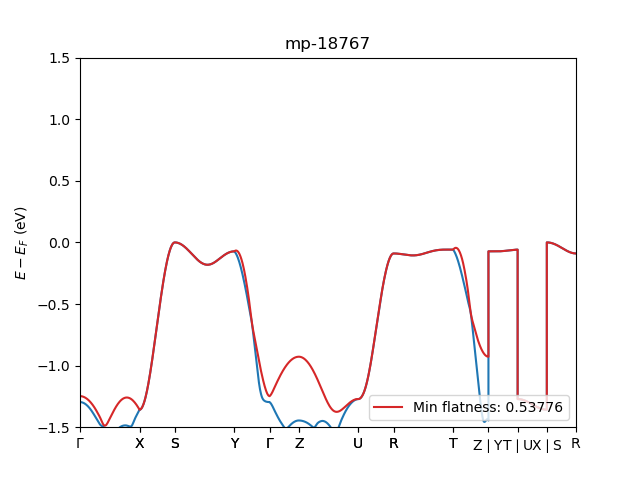 mp-18767
1.5
1.0
0.5
0.0
−0.5
−1.0
−1.5
E − E_F (eV)
Min flatness: 0.53776
Γ X S Y Γ Z U R T Z | YT | UX | S R